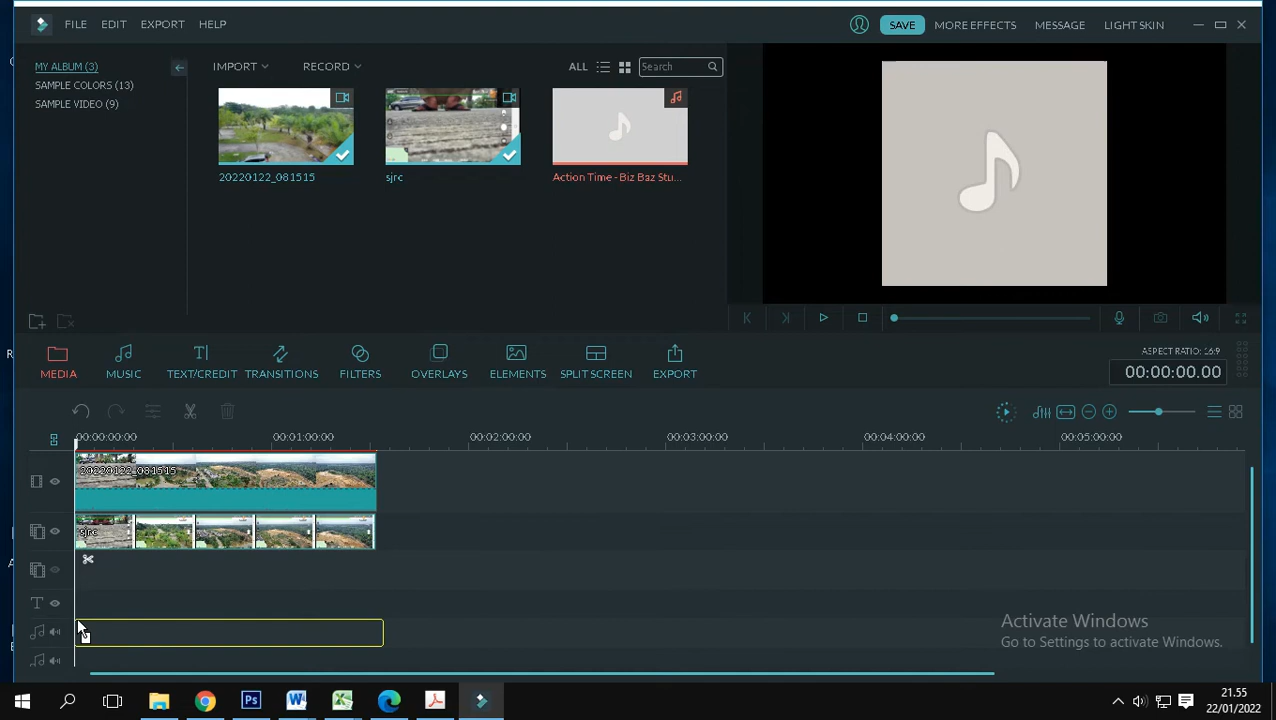 FILE EDIT EXPORT HELP SAVE MORE EFFECTS MESSAGE LIGHT SKIN
MY ALBUM (3) IMPORT RECORD ALL Search
SAMPLE COLORS (13)
SAMPLE VIDEO (9)
20220122_081515 sjrc Action Time - Biz Baz Stu...
ASPECT RATIO: 16:9
MEDIA MUSIC TEXT/CREDIT TRANSITIONS FILTERS OVERLAYS ELEMENTS SPLIT SCREEN EXPORT 00:00:00.00
00:00:00:00 00:01:00:00 00:02:00:00 00:03:00:00 00:04:00:00 00:05:00:00
20220122_081515
sjrc
Activate Windows
Go to Settings to activate Windows.
21.55
22/01/2022